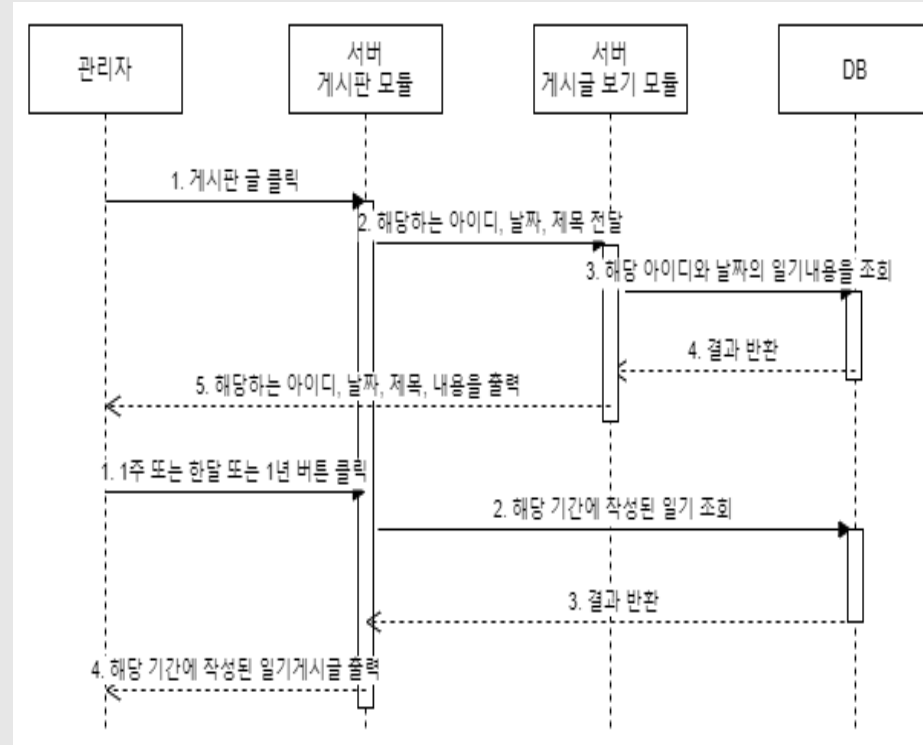 관리자
서버
게시판 모듈
서버
게시글 보기 모듈
DB
1. 게시판 글 클릭
2. 해당하는 아이디, 날짜, 제목 전달
3. 해당 아이디와 날짜의 일기내용을 조회
4. 결과 반환
5. 해당하는 아이디, 날짜, 제목, 내용을 출력
1. 1주 또는 한달 또는 1년 버튼 클릭
2. 해당 기간에 작성된 일기 조회
3. 결과 반환
4. 해당 기간에 작성된 일기게시글 출력